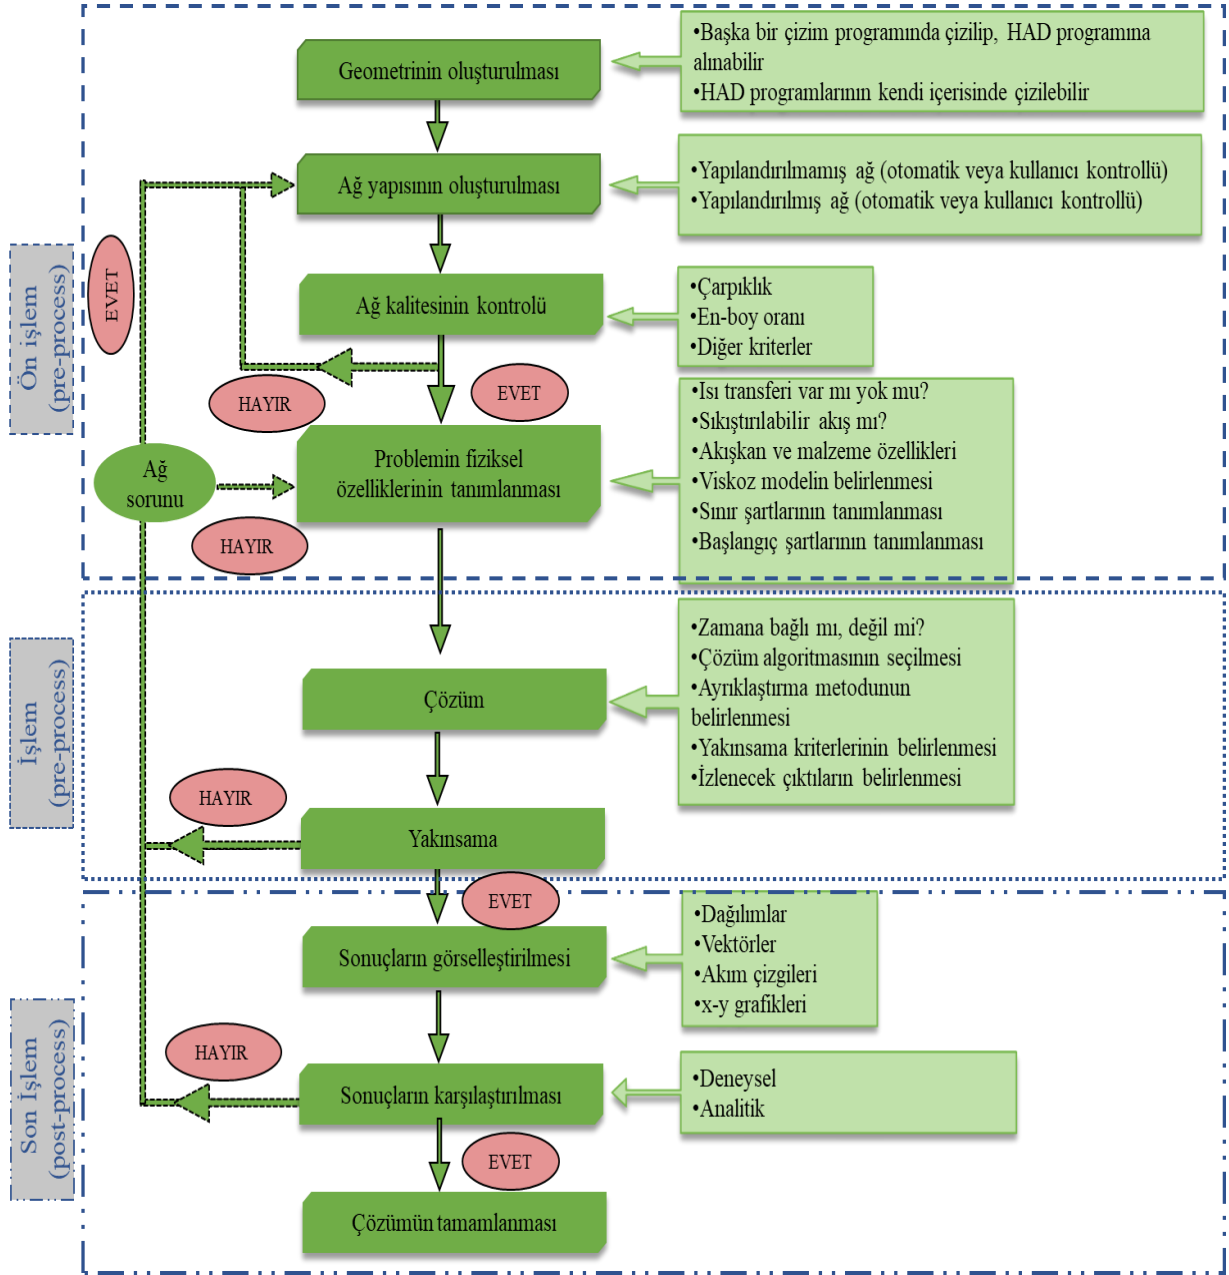 Geometrinin oluşturulması
•Başka bir çizim programında çizilip, HAD programına
alınabilir
•HAD programlarının kendi içerisinde çizilebilir
Ağ yapısının oluşturulması
•Yapılandırılmamış ağ (otomatik veya kullanıcı kontrollü)
•Yapılandırılmış ağ (otomatik veya kullanıcı kontrollü)
EVET
Ön işlem
(pre-process)
Ağ kalitesinin kontrolü
•Çarpıklık
•En-boy oranı
•Diğer kriterler
HAYIR
EVET
Ağ
sorunu
Problemin fiziksel
özelliklerinin tanımlanması
•Isı transferi var mı yok mu?
•Sıkıştırılabilir akış mı?
•Akışkan ve malzeme özellikleri
•Viskoz modelin belirlenmesi
•Sınır şartlarının tanımlanması
•Başlangıç şartlarının tanımlanması
HAYIR
İşlem
(pre-process)
Çözüm
•Zamana bağlı mı, değil mi?
•Çözüm algoritmasının seçilmesi
•Ayrıklaştırma metodunun
belirlenmesi
•Yakınsama kriterlerinin belirlenmesi
•İzlenecek çıktıların belirlenmesi
HAYIR
Yakınsama
EVET
Sonuçların görselleştirilmesi
•Dağılımlar
•Vektörler
•Akım çizgileri
•x-y grafikleri
Son İşlem
(post-process)
HAYIR
Sonuçların karşılaştırılması
•Deneysel
•Analitik
EVET
Çözümün tamamlanması